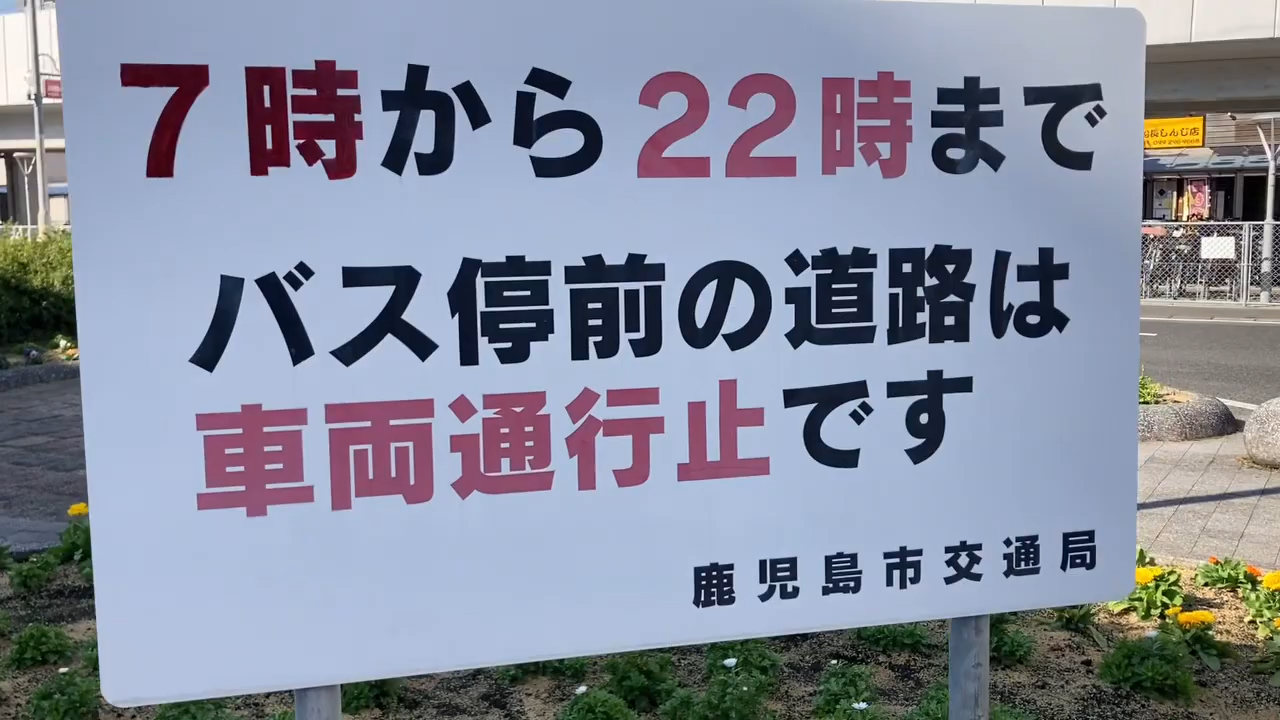 7時から22時まで
バス停前の道路は
車両通行止です
鹿児島市交通局